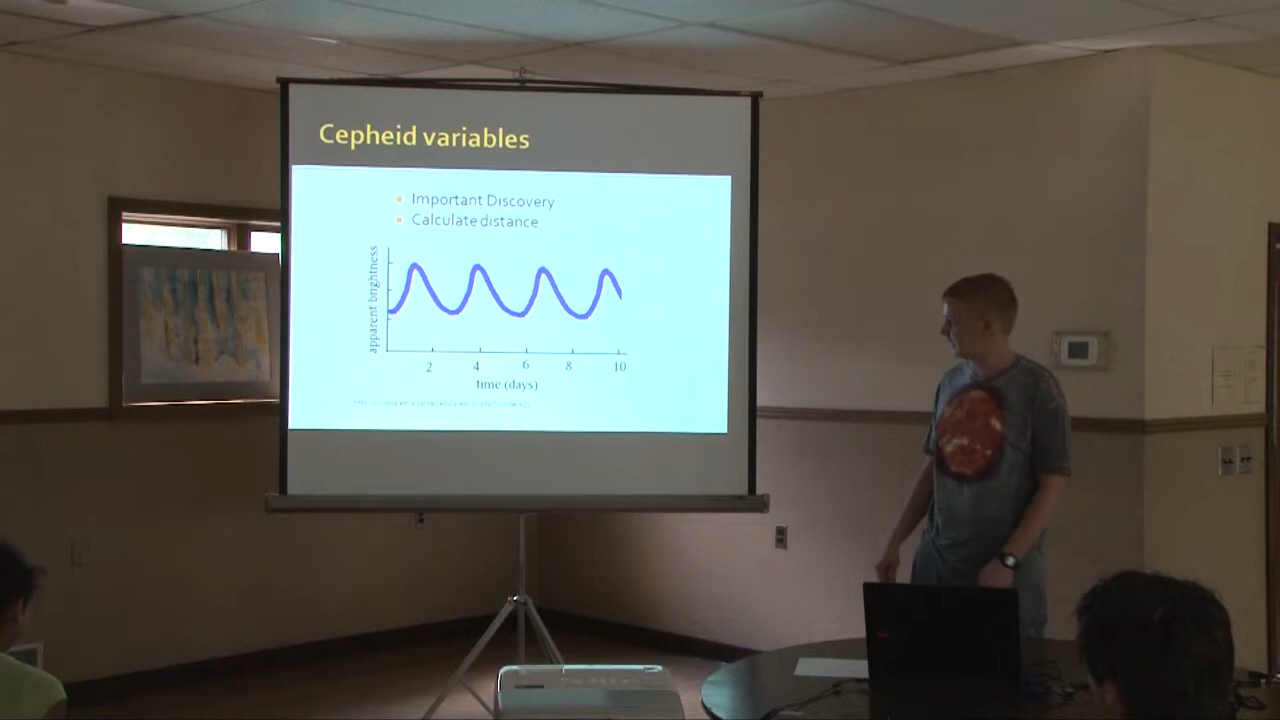 Cepheid variables
Important Discovery
Calculate distance
apparent brightness
2 4 6 8 10
time (days)